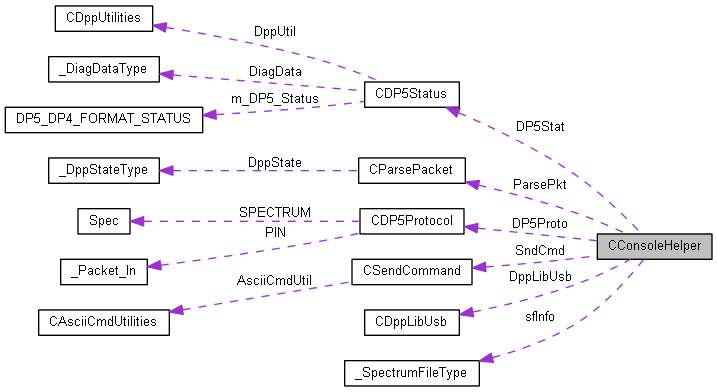 CDppUtilities
DppUtil
_DiagDataType
DiagData
CDP5Status
m_DP5_Status
DP5_DP4_FORMAT_STATUS
DP5Stat
_DppStateType
DppState
CParsePacket
ParsePkt
Spec
SPECTRUM
CDP5Protocol
DP5Proto
PIN
CConsoleHelper
_Packet_In
SndCmd
CSendCommand
AsciiCmdUtil
DppLibUsb
CAsciiCmdUtilities
CDppLibUsb
sfInfo
_SpectrumFileType